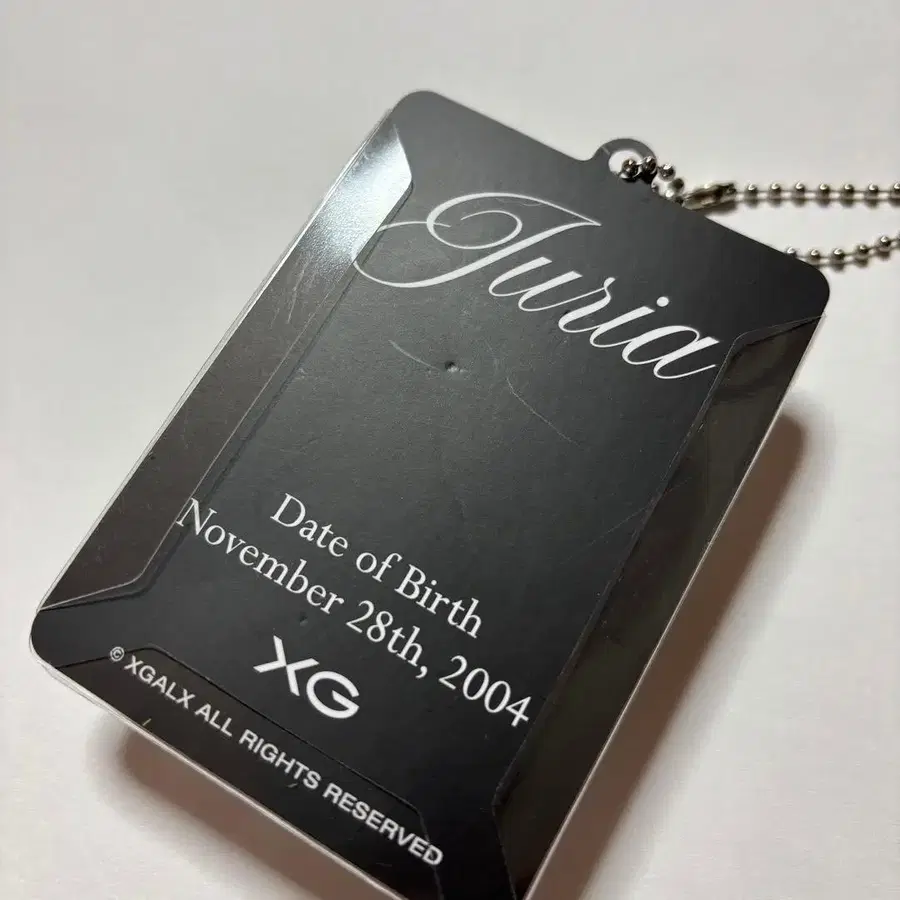 Juria
Date of Birth
November 28th, 2004
XG
© XGALX ALL RIGHTS RESERVED